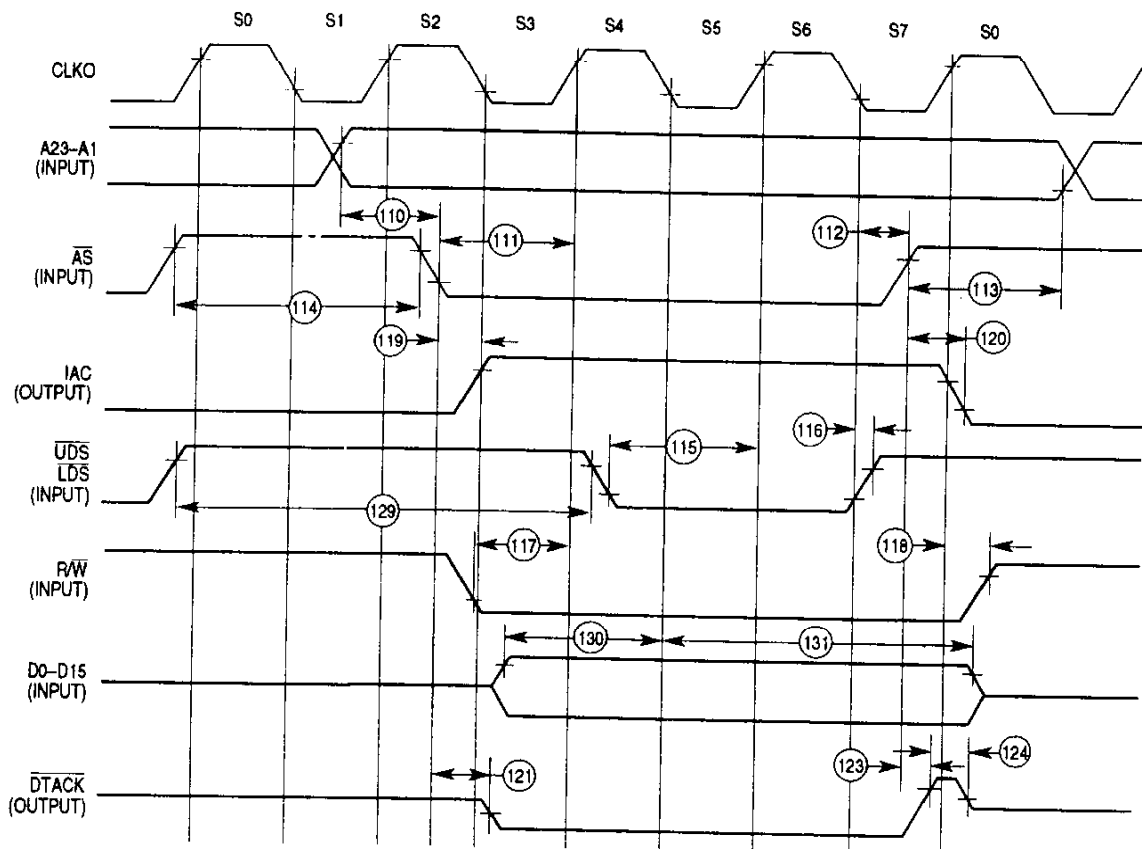 S0 S1 S2 S3 S4 S5 S6 S7 S0
CLKO
A23–A1
(INPUT)
110
111
112
AS
(INPUT)
113
114
119
120
IAC
(OUTPUT)
115
116
UDS
LDS
(INPUT)
129
117
118
R/W
(INPUT)
130
131
D0–D15
(INPUT)
121
123
124
DTACK
(OUTPUT)